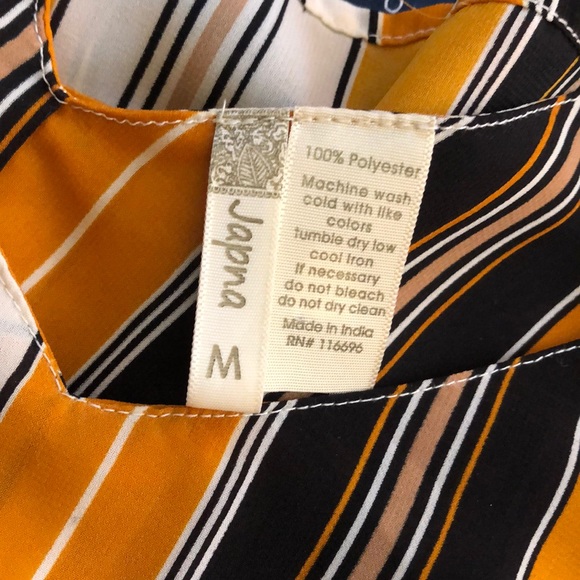 Japna
M
100% Polyester
Machine wash
cold with like
colors
tumble dry low
cool Iron
If necessary
do not bleach
do not dry clean
Made in India
RN# 116696